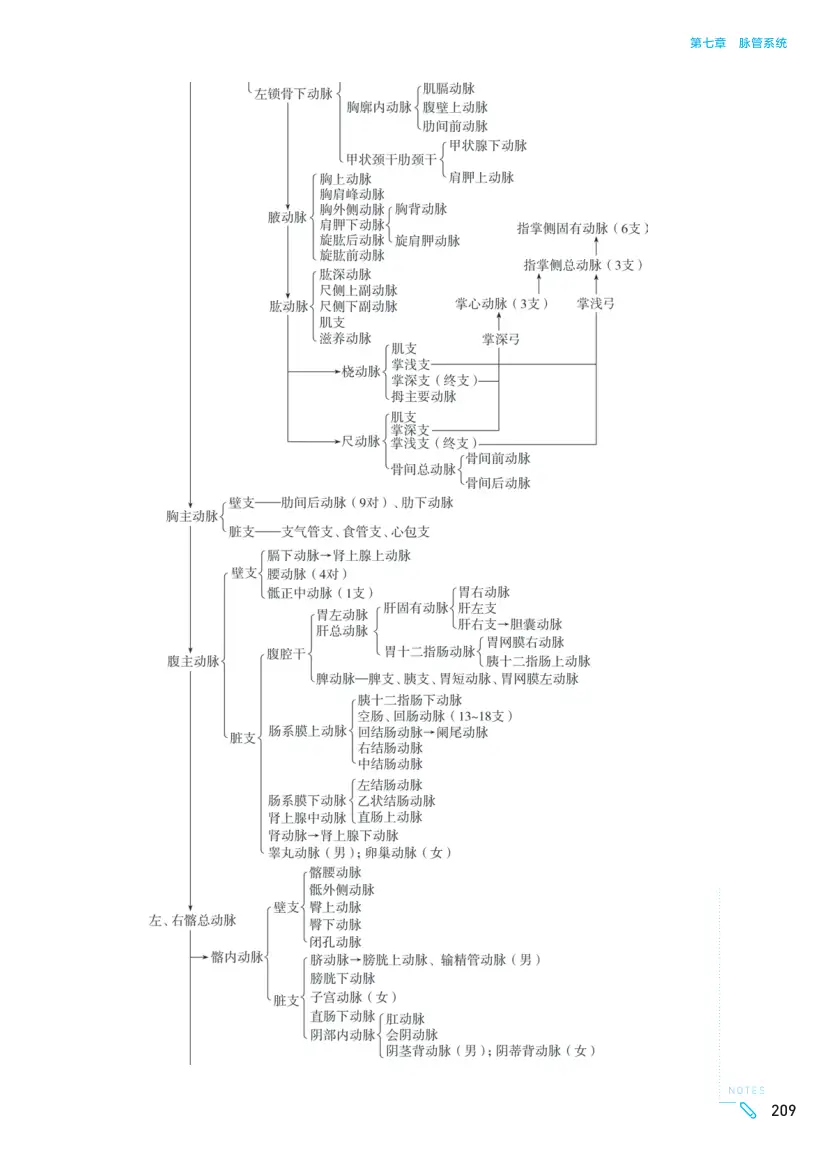 第七章 脉管系统
左锁骨下动脉
胸廓内动脉
肌膈动脉
腹壁上动脉
肋间前动脉
甲状颈干肋颈干
甲状腺下动脉
肩胛上动脉
腋动脉
胸上动脉
胸肩峰动脉
胸外侧动脉
肩胛下动脉
胸背动脉
旋肩胛动脉
旋肱后动脉
旋肱前动脉
指掌侧固有动脉(6支)
指掌侧总动脉(3支)
掌心动脉(3支)
掌浅弓
掌深弓
肱动脉
肱深动脉
尺侧上副动脉
尺侧下副动脉
肌支
滋养动脉
桡动脉
肌支
掌浅支
掌深支(终支)
拇主要动脉
尺动脉
肌支
掌深支
掌浅支(终支)
骨间总动脉
骨间前动脉
骨间后动脉
胸主动脉
壁支——肋间后动脉(9对)、肋下动脉
脏支——支气管支、食管支、心包支
腹主动脉
壁支
膈下动脉→肾上腺上动脉
腰动脉(4对)
骶正中动脉(1支)
脏支
腹腔干
胃左动脉
肝总动脉
肝固有动脉
胃右动脉
肝左支
肝右支→胆囊动脉
胃十二指肠动脉
胃网膜右动脉
胰十二指肠上动脉
脾动脉—脾支、胰支、胃短动脉、胃网膜左动脉
肠系膜上动脉
胰十二指肠下动脉
空肠、回肠动脉(13~18支)
回结肠动脉→阑尾动脉
右结肠动脉
中结肠动脉
肠系膜下动脉
左结肠动脉
乙状结肠动脉
直肠上动脉
肾上腺中动脉
肾动脉→肾上腺下动脉
睾丸动脉(男);卵巢动脉(女)
左、右髂总动脉
髂内动脉
壁支
髂腰动脉
骶外侧动脉
臀上动脉
臀下动脉
闭孔动脉
脏支
脐动脉→膀胱上动脉、输精管动脉(男)
膀胱下动脉
子宫动脉(女)
直肠下动脉
阴部内动脉
肛动脉
会阴动脉
阴茎背动脉(男);阴蒂背动脉(女)
NOTES
209